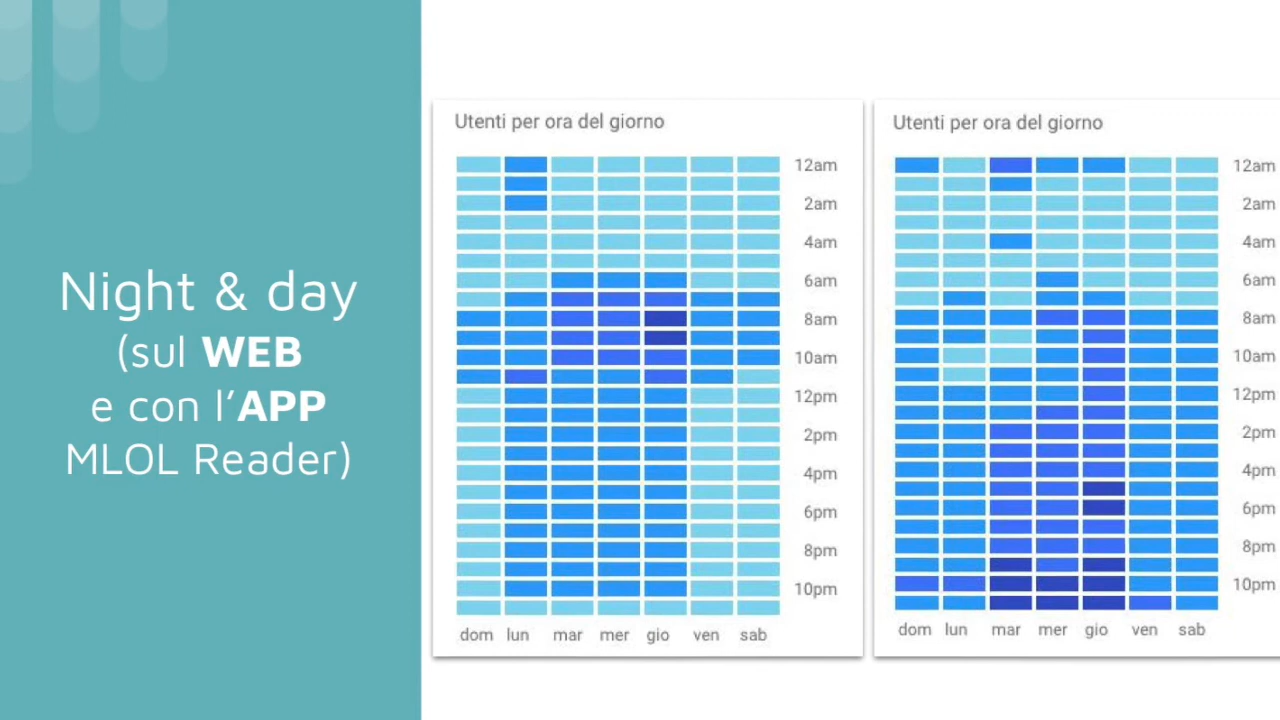 Night & day
(sul WEB
e con l’APP
MLOL Reader)
Utenti per ora del giorno
12am
2am
4am
6am
8am
10am
12pm
2pm
4pm
6pm
8pm
10pm
dom lun mar mer gio ven sab
Utenti per ora del giorno
12am
2am
4am
6am
8am
10am
12pm
2pm
4pm
6pm
8pm
10pm
dom lun mar mer gio ven sab